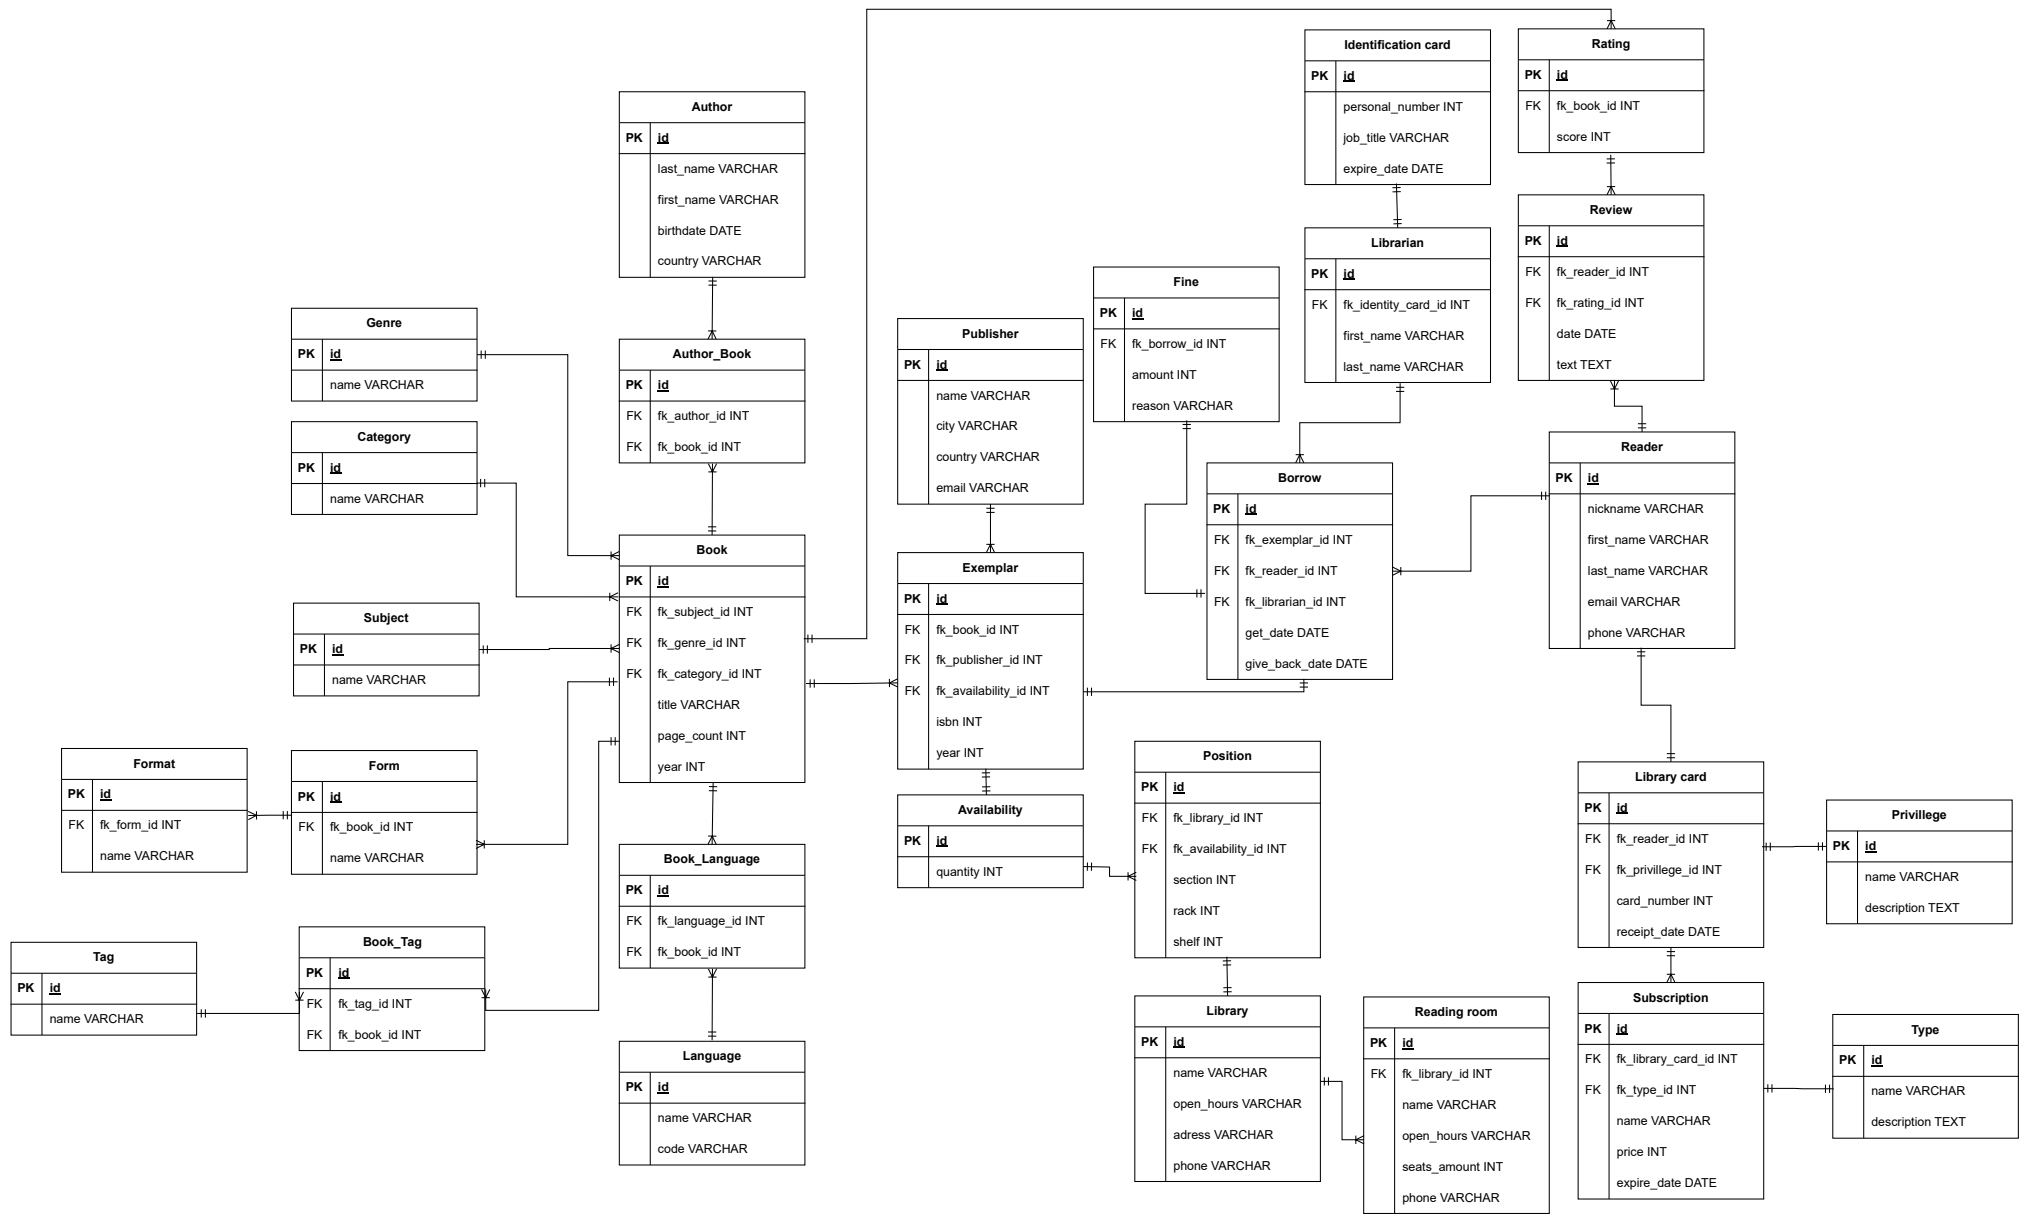 Identification card
PK id
personal_number INT
job_title VARCHAR
expire_date DATE
Rating
PK id
FK fk_book_id INT
score INT
Author
PK id
last_name VARCHAR
first_name VARCHAR
birthdate DATE
country VARCHAR
Review
PK id
FK fk_reader_id INT
FK fk_rating_id INT
date DATE
text TEXT
Librarian
PK id
FK fk_identity_card_id INT
first_name VARCHAR
last_name VARCHAR
Fine
PK id
FK fk_borrow_id INT
amount INT
reason VARCHAR
Genre
PK id
name VARCHAR
Publisher
PK id
name VARCHAR
city VARCHAR
country VARCHAR
email VARCHAR
Author_Book
PK id
FK fk_author_id INT
FK fk_book_id INT
Category
PK id
name VARCHAR
Reader
PK id
nickname VARCHAR
first_name VARCHAR
last_name VARCHAR
email VARCHAR
phone VARCHAR
Borrow
PK id
FK fk_exemplar_id INT
FK fk_reader_id INT
FK fk_librarian_id INT
get_date DATE
give_back_date DATE
Book
PK id
FK fk_subject_id INT
FK fk_genre_id INT
FK fk_category_id INT
title VARCHAR
page_count INT
year INT
Exemplar
PK id
FK fk_book_id INT
FK fk_publisher_id INT
FK fk_availability_id INT
isbn INT
year INT
Subject
PK id
name VARCHAR
Format
PK id
FK fk_form_id INT
name VARCHAR
Form
PK id
FK fk_book_id INT
name VARCHAR
Position
PK id
FK fk_library_id INT
FK fk_availability_id INT
section INT
rack INT
shelf INT
Library card
PK id
FK fk_reader_id INT
FK fk_privillege_id INT
card_number INT
receipt_date DATE
Availability
PK id
quantity INT
Privillege
PK id
name VARCHAR
description TEXT
Book_Language
PK id
FK fk_language_id INT
FK fk_book_id INT
Book_Tag
PK id
FK fk_tag_id INT
FK fk_book_id INT
Tag
PK id
name VARCHAR
Subscription
PK id
FK fk_library_card_id INT
FK fk_type_id INT
name VARCHAR
price INT
expire_date DATE
Library
PK id
name VARCHAR
open_hours VARCHAR
adress VARCHAR
phone VARCHAR
Reading room
PK id
FK fk_library_id INT
name VARCHAR
open_hours VARCHAR
seats_amount INT
phone VARCHAR
Type
PK id
name VARCHAR
description TEXT
Language
PK id
name VARCHAR
code VARCHAR